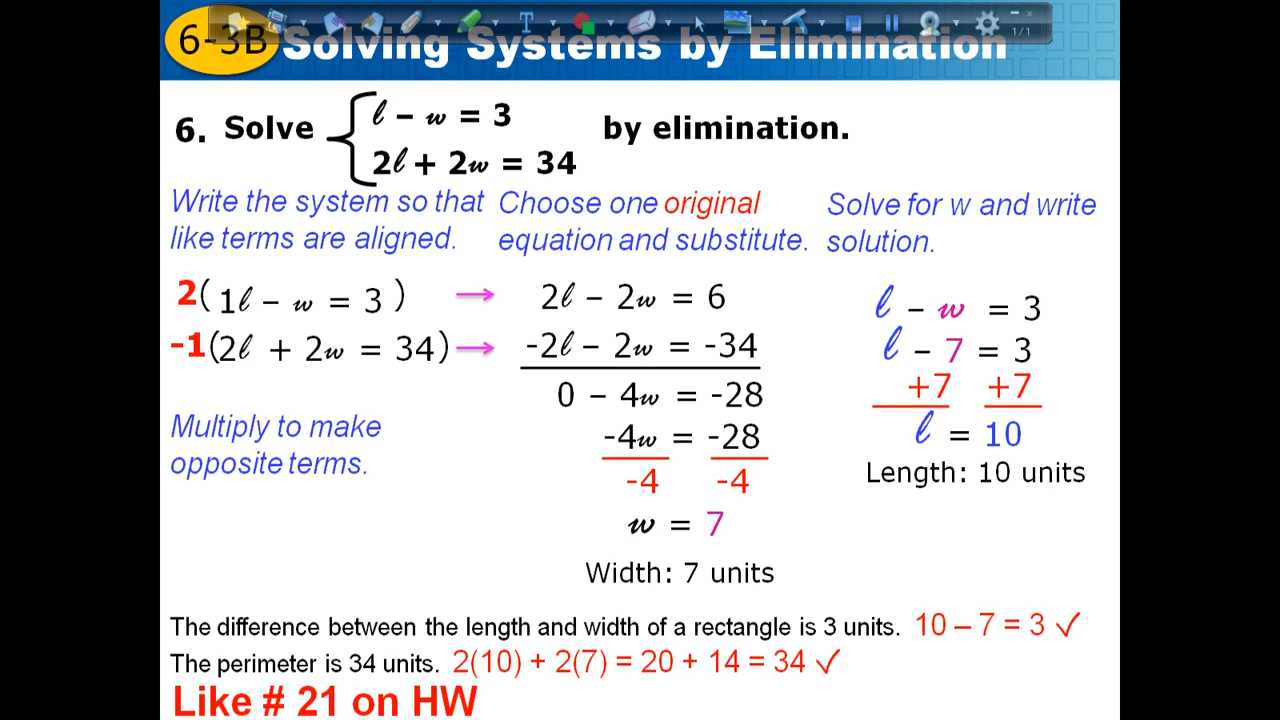 6-3B Solving Systems by Elimination
1/1
6. Solve { ℓ – w = 3 by elimination.
2ℓ + 2w = 34
Write the system so that
like terms are aligned.
2( 1ℓ – w = 3 )
-1(2ℓ + 2w = 34)
Multiply to make
opposite terms.
Choose one original
equation and substitute.
2ℓ – 2w = 6
-2ℓ – 2w = -34
0 – 4w = -28
-4w = -28
-4 -4
w = 7
Width: 7 units
Solve for w and write
solution.
ℓ – w = 3
ℓ – 7 = 3
+7 +7
ℓ = 10
Length: 10 units
The difference between the length and width of a rectangle is 3 units. 10 – 7 = 3 ✓
The perimeter is 34 units. 2(10) + 2(7) = 20 + 14 = 34 ✓
Like # 21 on HW